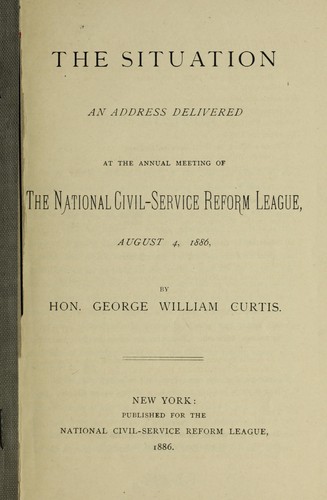 THE SITUATION
AN ADDRESS DELIVERED
AT THE ANNUAL MEETING OF
THE NATIONAL CIVIL-SERVICE REFORM LEAGUE,
AUGUST 4, 1886,
BY
HON. GEORGE WILLIAM CURTIS.
NEW YORK:
PUBLISHED FOR THE
NATIONAL CIVIL-SERVICE REFORM LEAGUE,
1886.